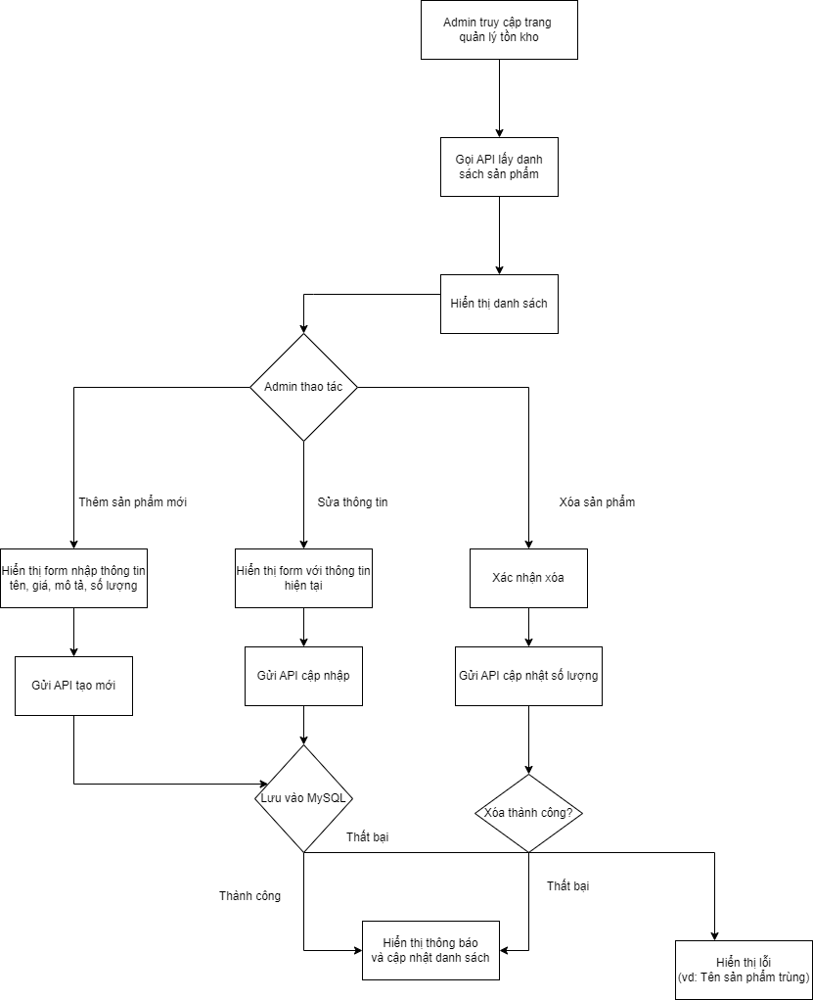 Admin truy cập trang
quản lý tồn kho
Gọi API lấy danh
sách sản phẩm
Hiển thị danh sách
Admin thao tác
Thêm sản phẩm mới
Sửa thông tin
Xóa sản phẩm
Hiển thị form nhập thông tin
tên, giá, mô tả, số lượng
Hiển thị form với thông tin
hiện tại
Xác nhận xóa
Gửi API tạo mới
Gửi API cập nhập
Gửi API cập nhật số lượng
Lưu vào MySQL
Xóa thành công?
Thất bại
Thành công
Thất bại
Hiển thị thông báo
và cập nhật danh sách
Hiển thị lỗi
(vd: Tên sản phẩm trùng)